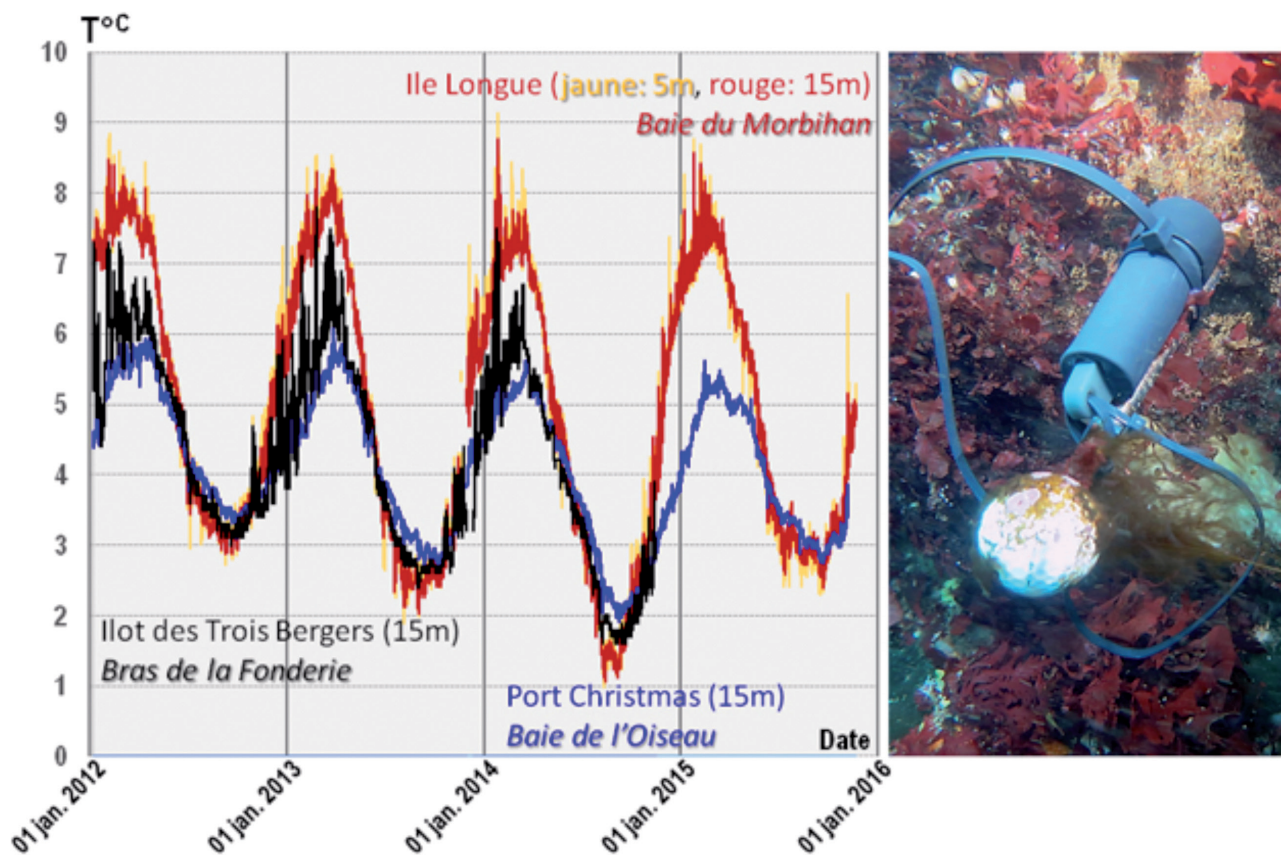 T°C
10
9
8
7
6
5
4
3
2
1
0
Ile Longue (jaune: 5m, rouge: 15m)
Baie du Morbihan
Ilot des Trois Bergers (15m)
Bras de la Fonderie
Port Christmas (15m)
Baie de l'Oiseau
Date
01 jan. 2012
01 jan. 2013
01 jan. 2014
01 jan. 2015
01 jan. 2016